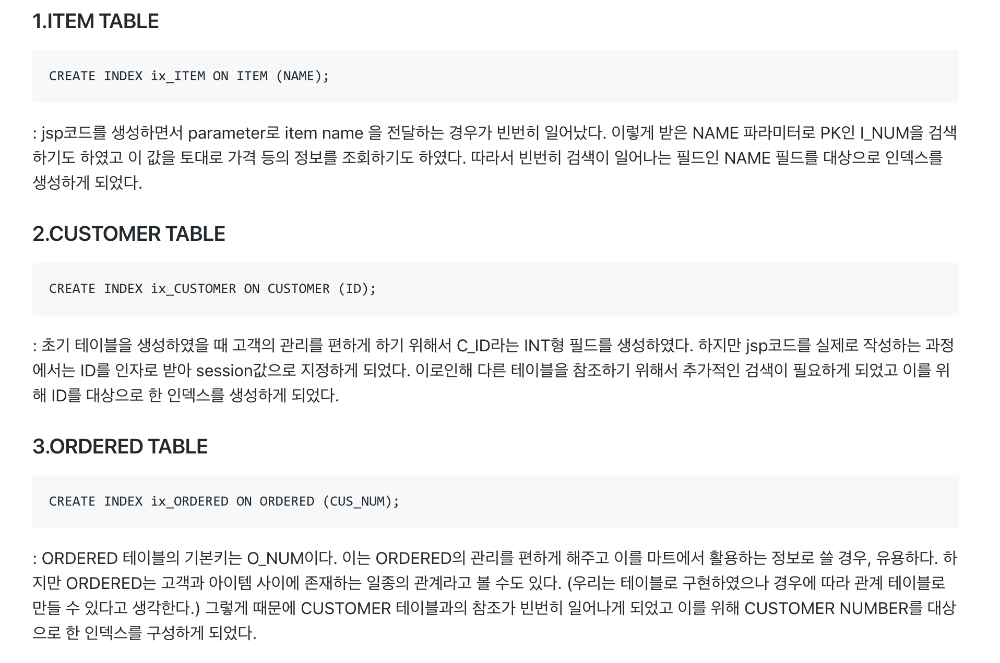 1.ITEM TABLE
CREATE INDEX ix_ITEM ON ITEM (NAME);
: jsp코드를 생성하면서 parameter로 item name 을 전달하는 경우가 빈번히 일어났다. 이렇게 받은 NAME 파라미터로 PK인 I_NUM을 검색
하기도 하였고 이 값을 토대로 가격 등의 정보를 조회하기도 하였다. 따라서 빈번히 검색이 일어나는 필드인 NAME 필드를 대상으로 인덱스를
생성하게 되었다.
2.CUSTOMER TABLE
CREATE INDEX ix_CUSTOMER ON CUSTOMER (ID);
: 초기 테이블을 생성하였을 때 고객의 관리를 편하게 하기 위해서 C_ID라는 INT형 필드를 생성하였다. 하지만 jsp코드를 실제로 작성하는 과정
에서는 ID를 인자로 받아 session값으로 지정하게 되었다. 이로인해 다른 테이블을 참조하기 위해서 추가적인 검색이 필요하게 되었고 이를 위
해 ID를 대상으로 한 인덱스를 생성하게 되었다.
3.ORDERED TABLE
CREATE INDEX ix_ORDERED ON ORDERED (CUS_NUM);
: ORDERED 테이블의 기본키는 O_NUM이다. 이는 ORDERED의 관리를 편하게 해주고 이를 마트에서 활용하는 정보로 쓸 경우, 유용하다. 하
지만 ORDERED는 고객과 아이템 사이에 존재하는 일종의 관계라고 볼 수도 있다. (우리는 테이블로 구현하였으나 경우에 따라 관계 테이블로
만들 수 있다고 생각한다.) 그렇게 때문에 CUSTOMER 테이블과의 참조가 빈번히 일어나게 되었고 이를 위해 CUSTOMER NUMBER를 대상
으로 한 인덱스를 구성하게 되었다.